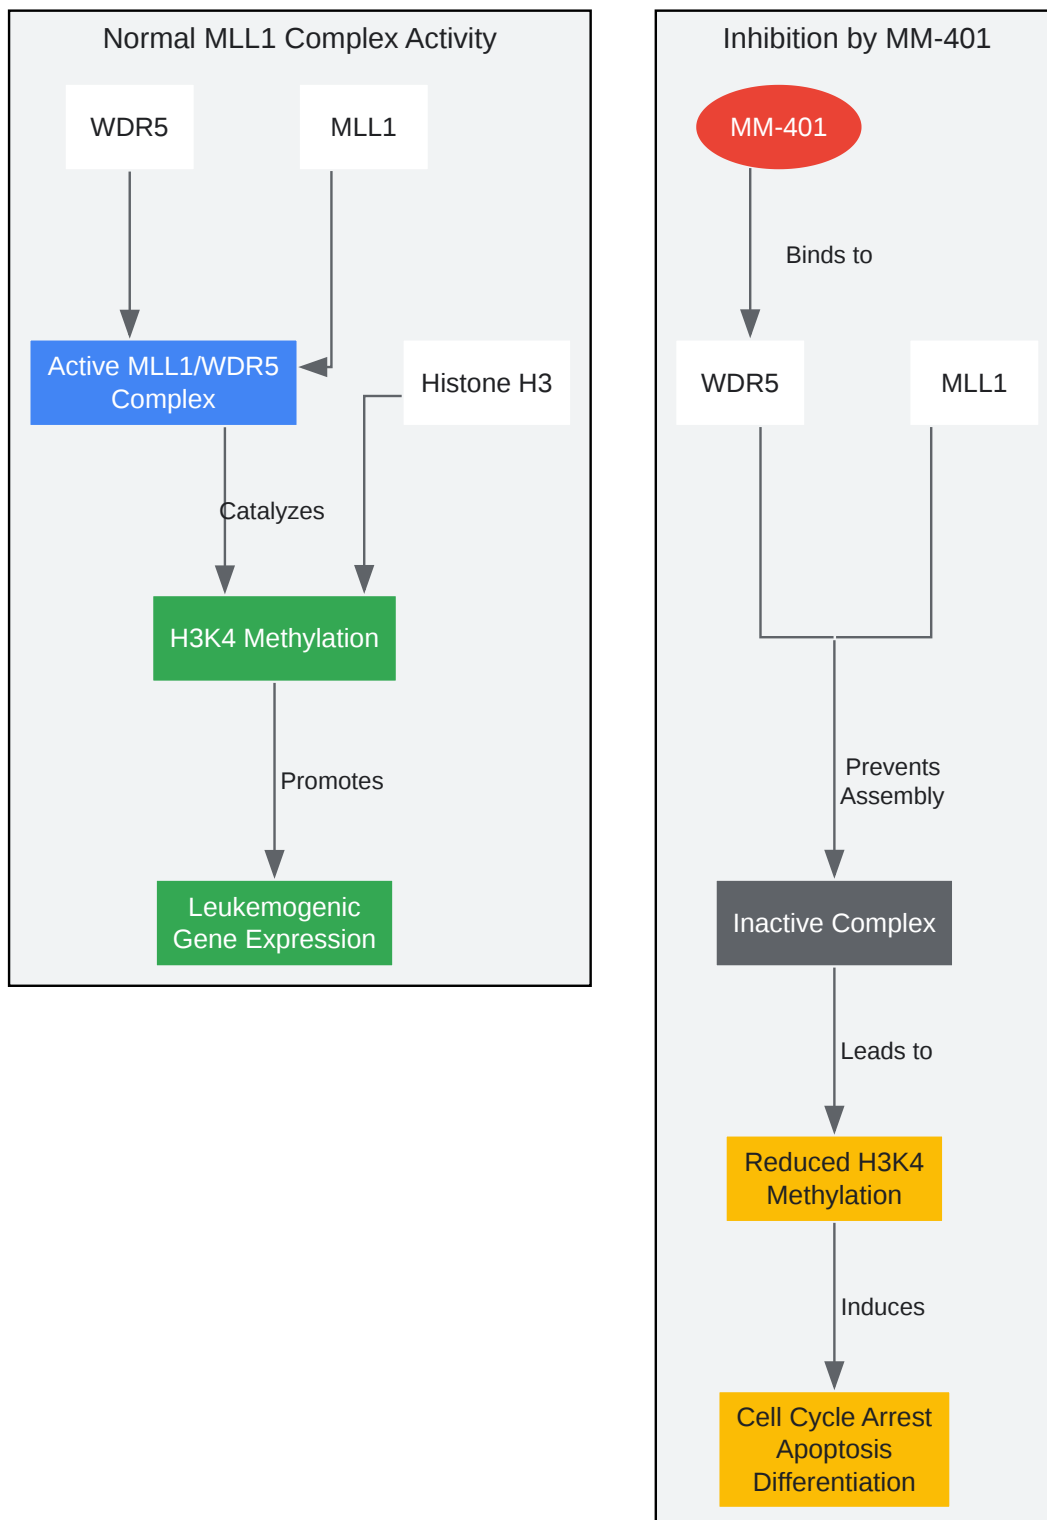 Normal MLL1 Complex Activity
WDR5
MLL1
Active MLL1/WDR5
Complex
Histone H3
Catalyzes
H3K4 Methylation
Promotes
Leukemogenic
Gene Expression
Inhibition by MM-401
MM-401
Binds to
WDR5
MLL1
Prevents
Assembly
Inactive Complex
Leads to
Reduced H3K4
Methylation
Induces
Cell Cycle Arrest
Apoptosis
Differentiation